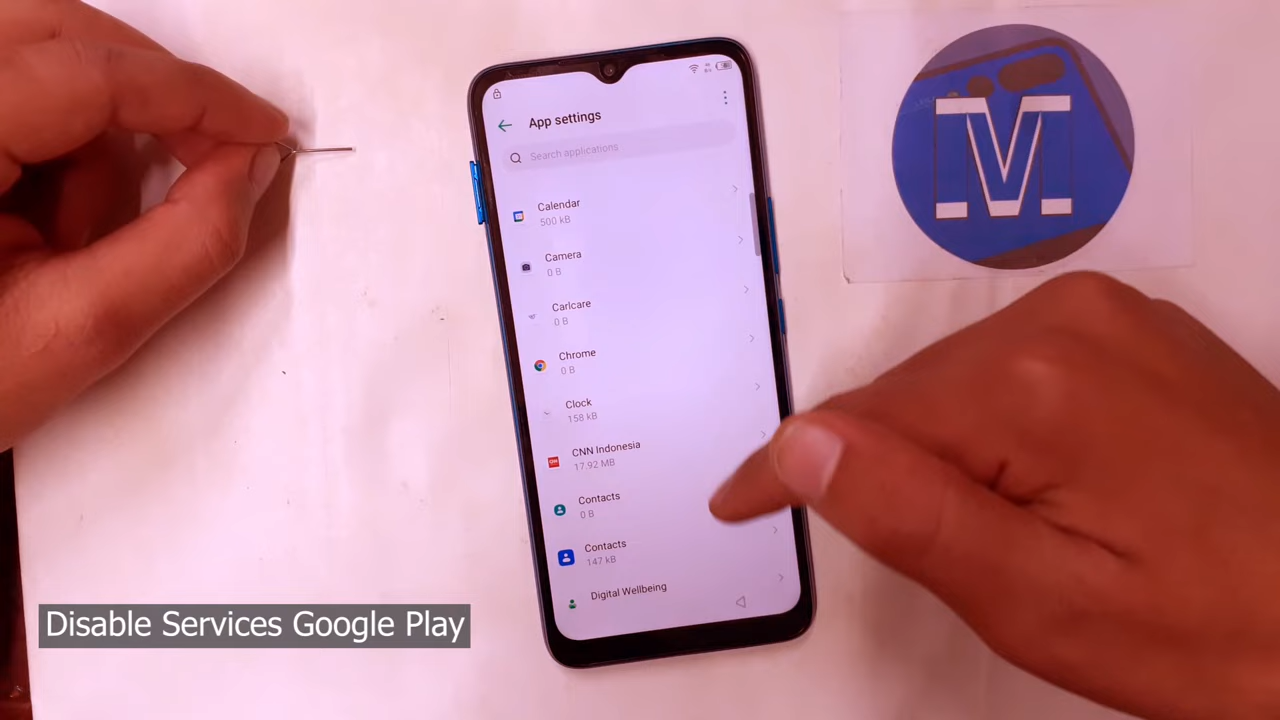 App settings
Search applications
Calendar
500 kB
Camera
0 B
Carlcare
0 B
Chrome
0 B
Clock
158 kB
CNN Indonesia
17.92 MB
Contacts
0 B
Contacts
147 kB
Digital Wellbeing
M
Disable Services Google Play